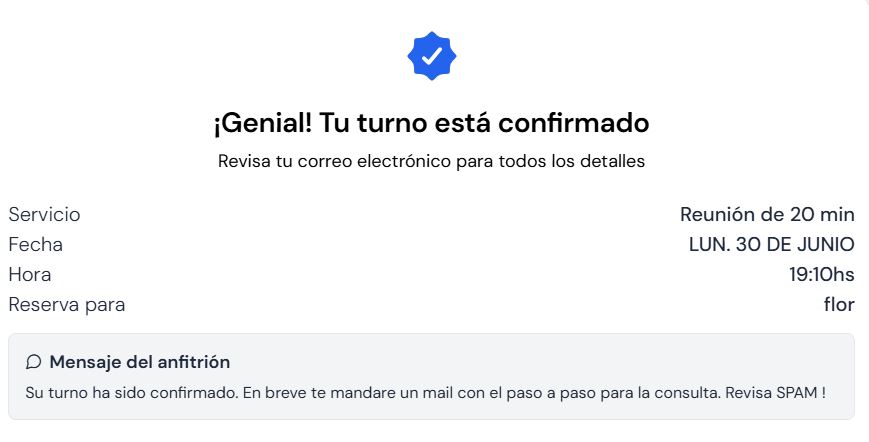 ¡Genial! Tu turno está confirmado
Revisa tu correo electrónico para todos los detalles
Servicio Reunión de 20 min
Fecha LUN. 30 DE JUNIO
Hora 19:10hs
Reserva para flor
Mensaje del anfitrión
Su turno ha sido confirmado. En breve te mandare un mail con el paso a paso para la consulta. Revisa SPAM !